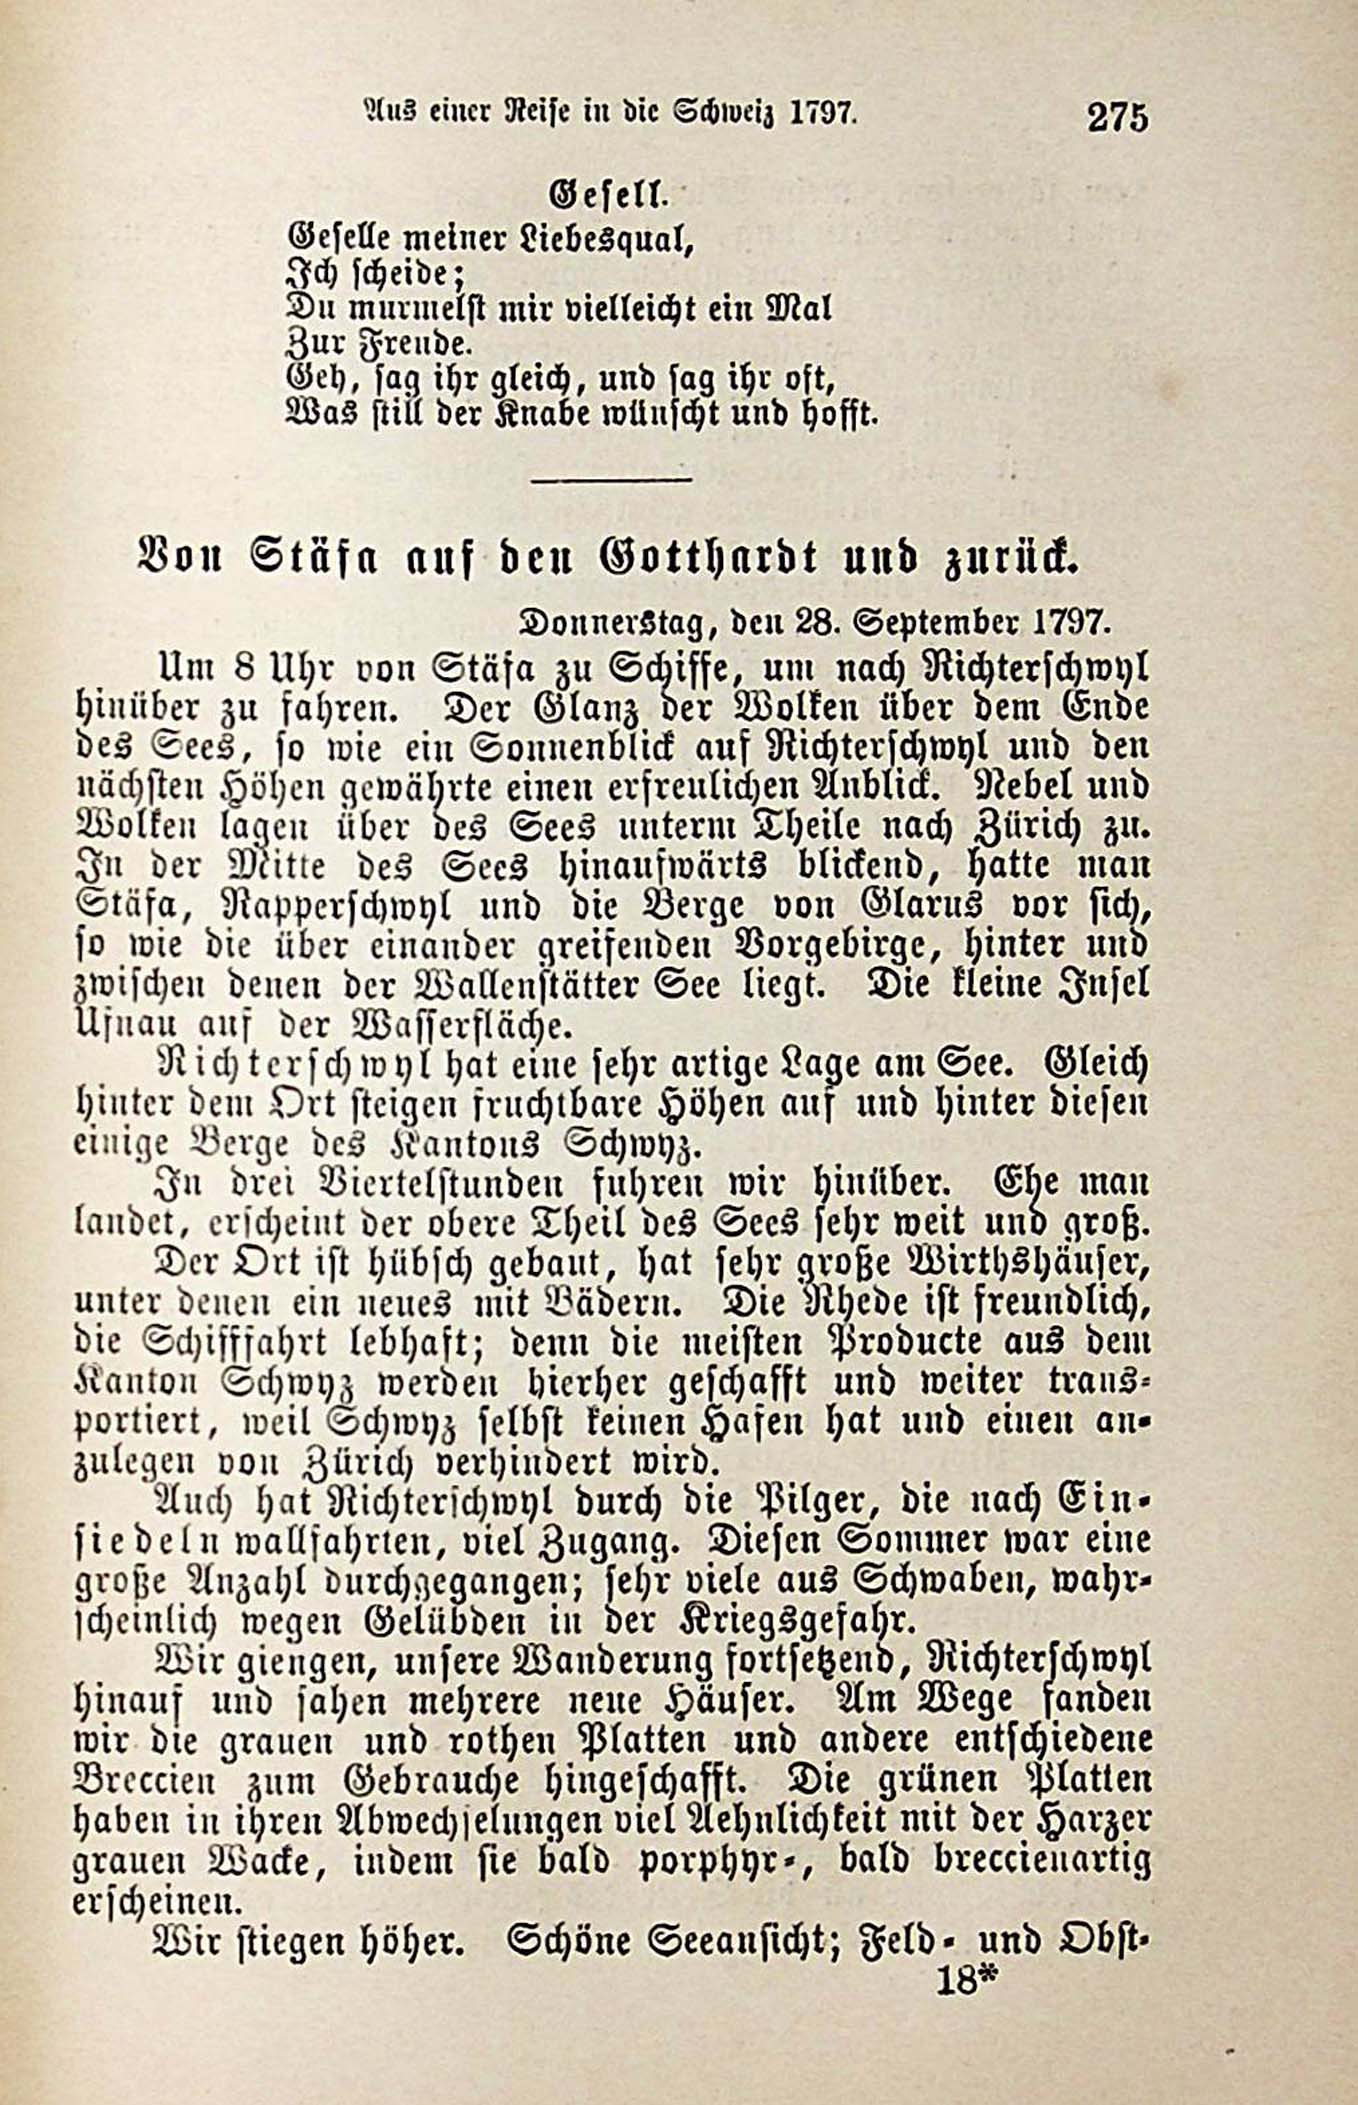 Aus einer Reise in die Schweiz 1797. 275
Gesell.
Geselle meiner Liebesqual,
Ich scheide;
Du murmelst mir vielleicht ein Mal
Zur Freude.
Geh, sag ihr gleich, und sag ihr oft,
Was still der Knabe wünscht und hofft.
Von Stäfa auf den Gotthardt und zurück.
Donnerstag, den 28. September 1797.
Um 8 Uhr von Stäfa zu Schiffe, um nach Richterschwyl
hinüber zu fahren. Der Glanz der Wolken über dem Ende
des Sees, so wie ein Sonnenblick auf Richterschwyl und den
nächsten Höhen gewährte einen erfreulichen Anblick. Nebel und
Wolken lagen über des Sees unterm Theile nach Zürich zu.
In der Mitte des Sees hinaufwärts blickend, hatte man
Stäfa, Rapperschwyl und die Berge von Glarus vor sich,
so wie die über einander greifenden Vorgebirge, hinter und
zwischen denen der Wallenstätter See liegt. Die kleine Insel
Ufnau auf der Wasserfläche.
Richterschwyl hat eine sehr artige Lage am See. Gleich
hinter dem Ort steigen fruchtbare Höhen auf und hinter diesen
einige Berge des Kantons Schwyz.
In drei Viertelstunden fuhren wir hinüber. Ehe man
landet, erscheint der obere Theil des Sees sehr weit und groß.
Der Ort ist hübsch gebaut, hat sehr große Wirthshäuser,
unter denen ein neues mit Bädern. Die Rhede ist freundlich,
die Schifffahrt lebhaft; denn die meisten Producte aus dem
Kanton Schwyz werden hierher geschafft und weiter trans-
portiert, weil Schwyz selbst keinen Hafen hat und einen an-
zulegen von Zürich verhindert wird.
Auch hat Richterschwyl durch die Pilger, die nach Ein-
siedeln wallfahrten, viel Zugang. Diesen Sommer war eine
große Anzahl durchgegangen; sehr viele aus Schwaben, wahr-
scheinlich wegen Gelübden in der Kriegsgefahr.
Wir giengen, unsere Wanderung fortsetzend, Richterschwyl
hinauf und sahen mehrere neue Häuser. Am Wege fanden
wir die grauen und rothen Platten und andere entschiedene
Breccien zum Gebrauche hingeschafft. Die grünen Platten
haben in ihren Abwechselungen viel Aehnlichkeit mit der Harzer
grauen Wacke, indem sie bald porphyr-, bald breccienartig
erscheinen.
Wir stiegen höher. Schöne Seeansicht; Feld- und Obst-
18*